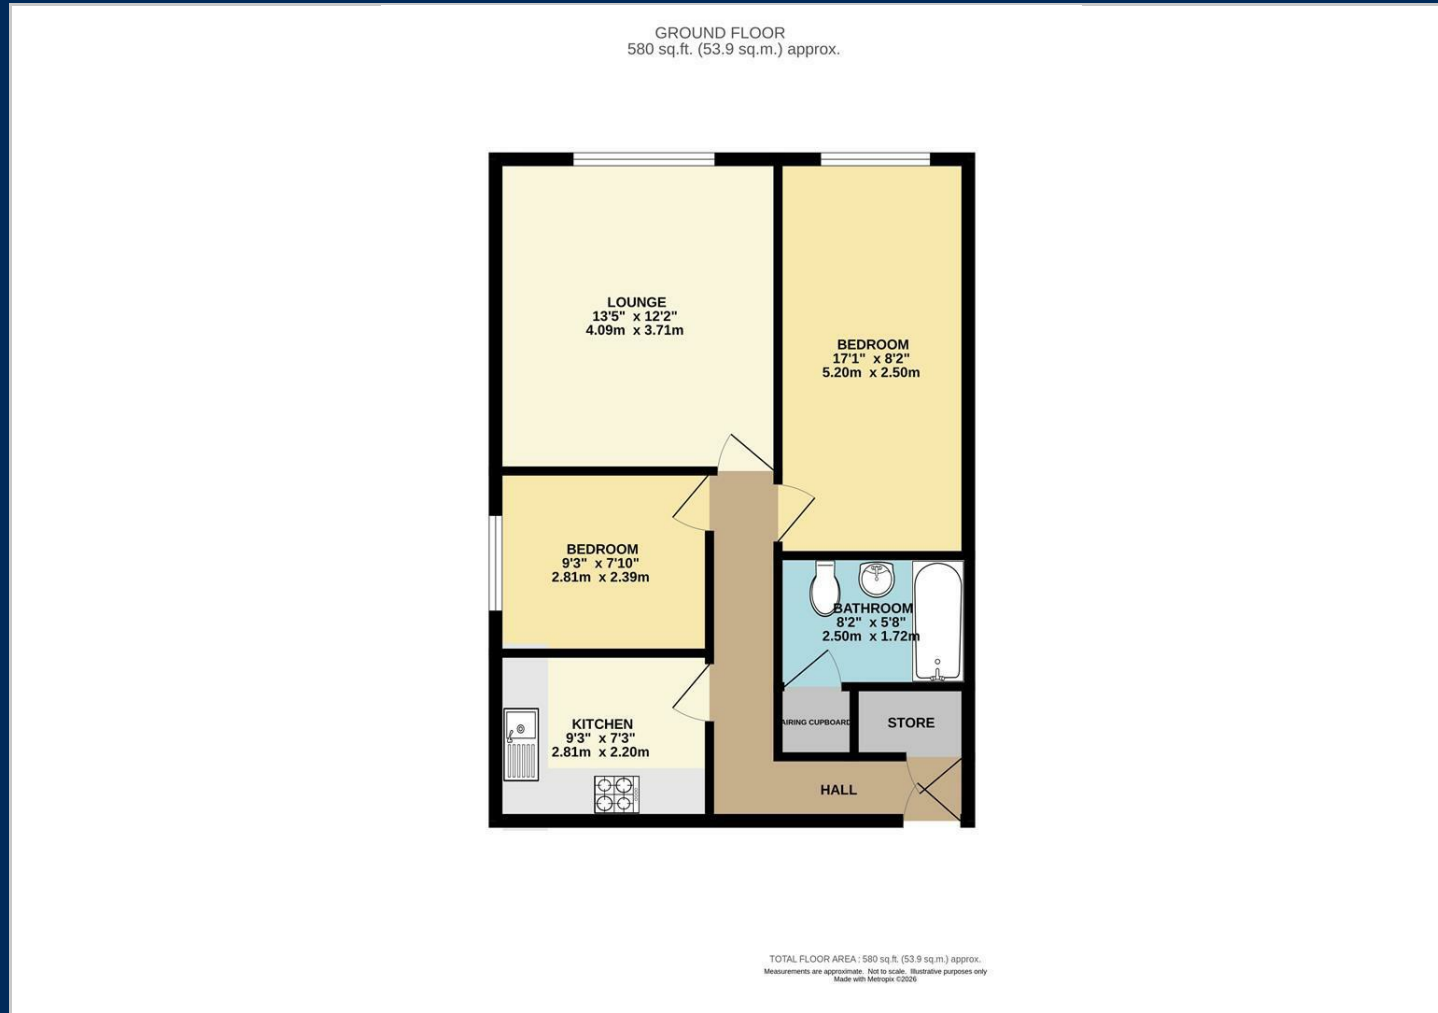 GROUND FLOOR
580 sq.ft. (53.9 sq.m.) approx.
LOUNGE
13'5" x 12'2"
4.09m x 3.71m
BEDROOM
17'1" x 8'2"
5.20m x 2.50m
BEDROOM
9'3" x 7'10"
2.81m x 2.39m
BATHROOM
8'2" x 5'8"
2.50m x 1.72m
KITCHEN
9'3" x 7'3"
2.81m x 2.20m
AIRING CUPBOARD
STORE
HALL
TOTAL FLOOR AREA : 580 sq.ft. (53.9 sq.m.) approx.
Measurements are approximate. Not to scale. Illustrative purposes only
Made with Metropix ©2026